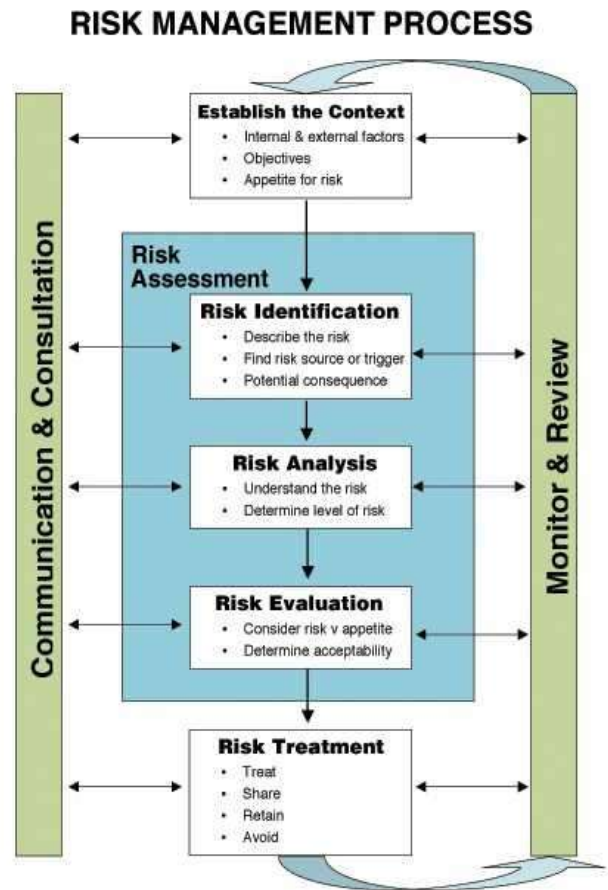 RISK MANAGEMENT PROCESS
Establish the Context
• Internal & external factors
• Objectives
• Appetite for risk
Risk
Assessment
Risk Identification
• Describe the risk
• Find risk source or trigger
• Potential consequence
Risk Analysis
• Understand the risk
• Determine level of risk
Risk Evaluation
• Consider risk v appetite
• Determine acceptability
Risk Treatment
• Treat
• Share
• Retain
• Avoid
Communication & Consultation
Monitor & Review